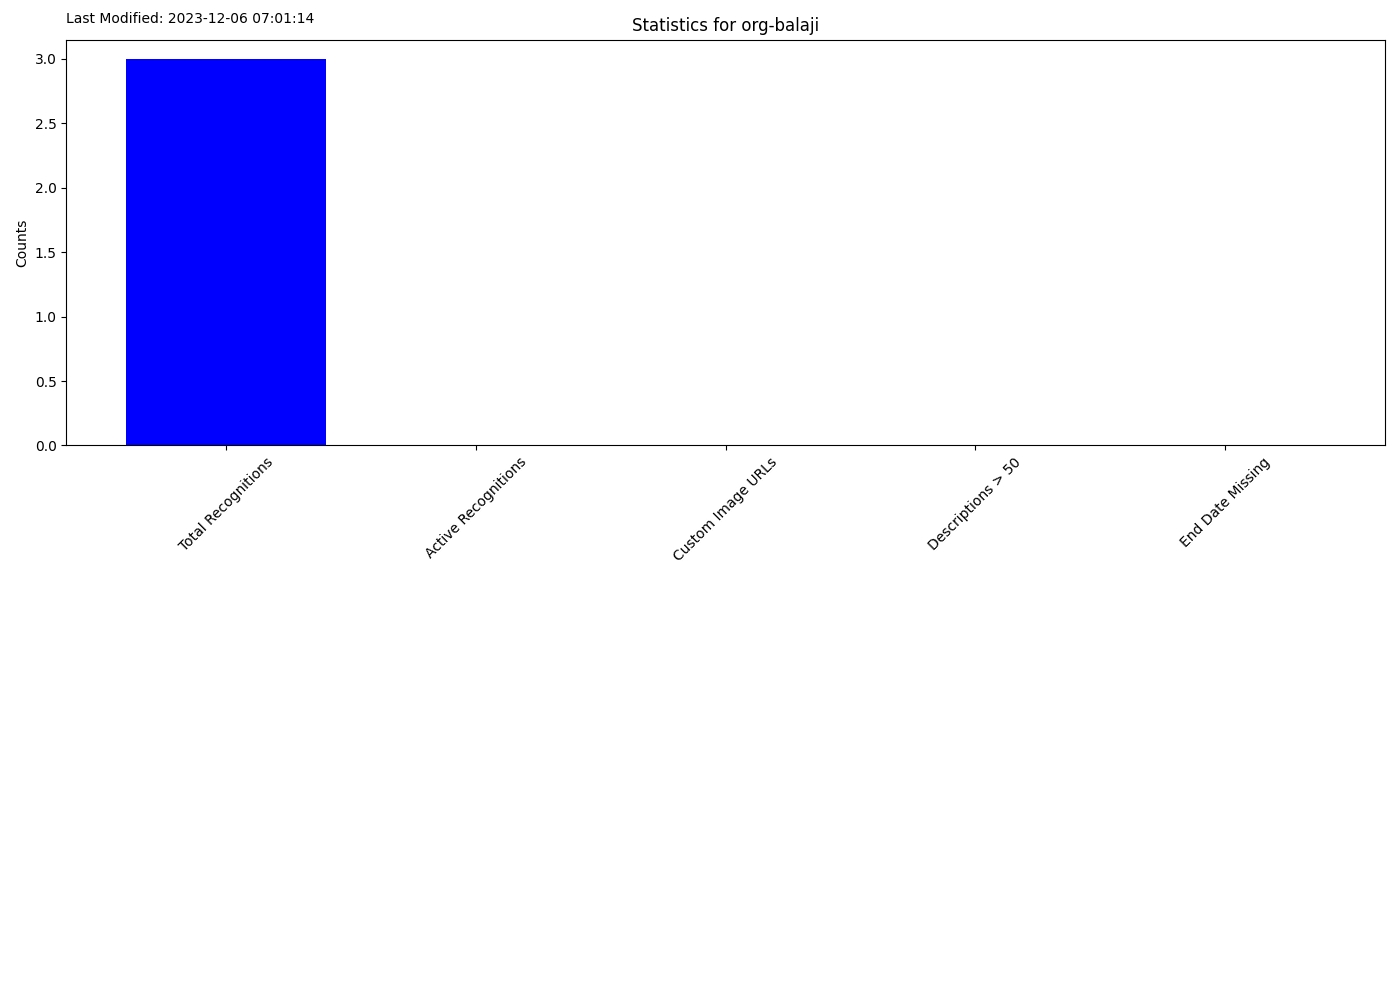 Last Modified: 2023-12-06 07:01:14
Statistics for org-balaji
Counts
3.0
2.5
2.0
1.5
1.0
0.5
0.0
Total Recognitions
Active Recognitions
Custom Image URLs
Descriptions > 50
End Date Missing